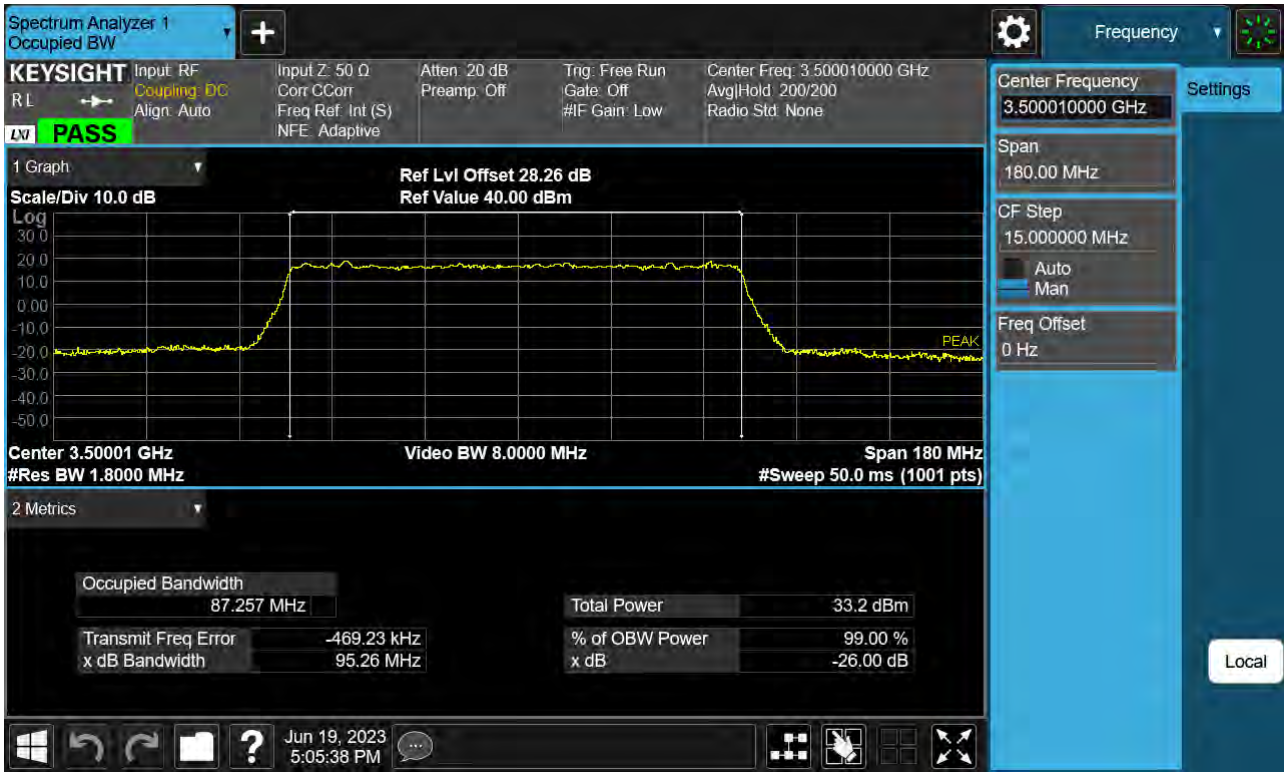 Spectrum Analyzer 1
Occupied BW
+
Frequency
KEYSIGHT
RL
LXI
PASS
Input: RF
Coupling: DC
Align: Auto
Input Z: 50 Ω
Corr CCorr
Freq Ref: Int (S)
NFE: Adaptive
Atten: 20 dB
Preamp: Off
Trig: Free Run
Gate: Off
#IF Gain: Low
Center Freq: 3.500010000 GHz
Avg|Hold: 200/200
Radio Std: None
Center Frequency
3.500010000 GHz
Settings
Span
180.00 MHz
CF Step
15.000000 MHz
Auto
Man
Freq Offset
0 Hz
Local
1 Graph
Scale/Div 10.0 dB
Ref Lvl Offset 28.26 dB
Ref Value 40.00 dBm
Log
30.0
20.0
10.0
0.00
-10.0
-20.0
-30.0
-40.0
-50.0
PEAK
Center 3.50001 GHz
#Res BW 1.8000 MHz
Video BW 8.0000 MHz
Span 180 MHz
#Sweep 50.0 ms (1001 pts)
2 Metrics
Occupied Bandwidth
87.257 MHz
Transmit Freq Error -469.23 kHz
x dB Bandwidth 95.26 MHz
Total Power 33.2 dBm
% of OBW Power 99.00 %
x dB -26.00 dB
?
Jun 19, 2023
5:05:38 PM